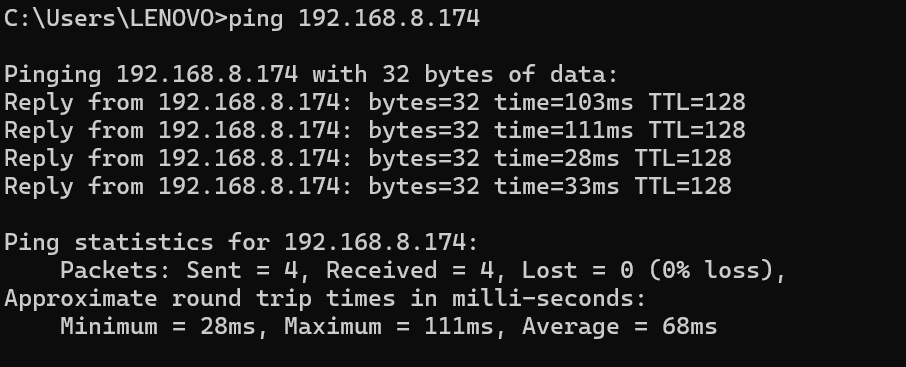 C:\Users\LENOVO>ping 192.168.8.174
Pinging 192.168.8.174 with 32 bytes of data:
Reply from 192.168.8.174: bytes=32 time=103ms TTL=128
Reply from 192.168.8.174: bytes=32 time=111ms TTL=128
Reply from 192.168.8.174: bytes=32 time=28ms TTL=128
Reply from 192.168.8.174: bytes=32 time=33ms TTL=128
Ping statistics for 192.168.8.174:
    Packets: Sent = 4, Received = 4, Lost = 0 (0% loss),
Approximate round trip times in milli-seconds:
    Minimum = 28ms, Maximum = 111ms, Average = 68ms